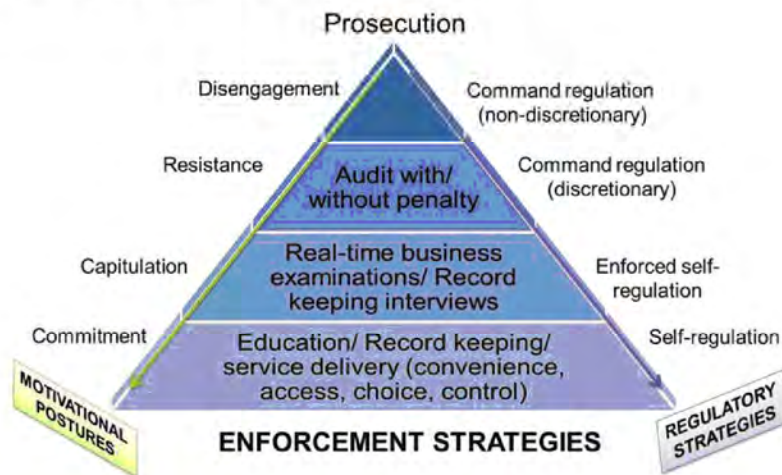 Prosecution
Disengagement
Command regulation
(non-discretionary)
Resistance
Audit with/
without penalty
Command regulation
(discretionary)
Capitulation
Real-time business
examinations/ Record
keeping interviews
Enforced self-
regulation
Commitment
Education/ Record keeping/
service delivery (convenience,
access, choice, control)
Self-regulation
MOTIVATIONAL
POSTURES
ENFORCEMENT STRATEGIES
REGULATORY
STRATEGIES